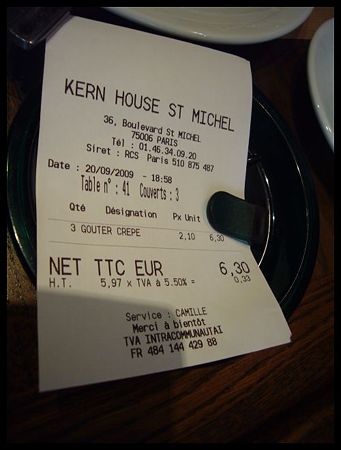 KERN HOUSE ST MICHEL
36, Boulevard St MICHEL
75006 PARIS
Tél : 01.46.34.09.20
Siret : RCS Paris 510 875 487
Date : 20/09/2009 - 18:58
Table n° : 41 Couverts : 3
Qté Désignation Px Unit
3 GOUTER CREPE 2,10 6,30
NET TTC EUR 6,30
H.T. 5,97 x TVA à 5.50% = 0,33
Service : CAMILLE
Merci à bientôt
TVA INTRACOMMUNAUTAI
FR 484 144 429 88